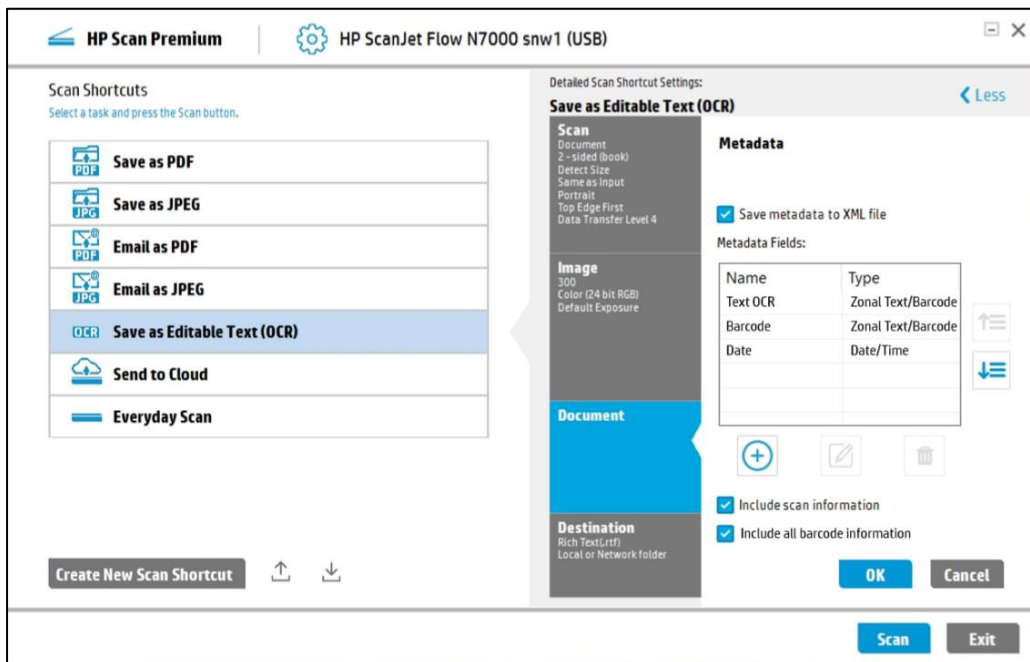 HP Scan Premium
HP ScanJet Flow N7000 snw1 (USB)
Scan Shortcuts
Select a task and press the Scan button.
PDF
Save as PDF
JPG
Save as JPEG
PDF
Email as PDF
JPG
Email as JPEG
OCR
Save as Editable Text (OCR)
Send to Cloud
Everyday Scan
Create New Scan Shortcut
Detailed Scan Shortcut Settings:
Save as Editable Text (OCR)
Less
Scan
Document
2 - sided (book)
Detect Size
Same as Input
Portrait
Top Edge First
Data Transfer Level 4
Image
300
Color (24 bit RGB)
Default Exposure
Document
Destination
Rich Text(.rtf)
Local or Network folder
Metadata
Save metadata to XML file
Metadata Fields:
Name Type
Text OCR Zonal Text/Barcode
Barcode Zonal Text/Barcode
Date Date/Time
Include scan information
Include all barcode information
OK Cancel
Scan Exit